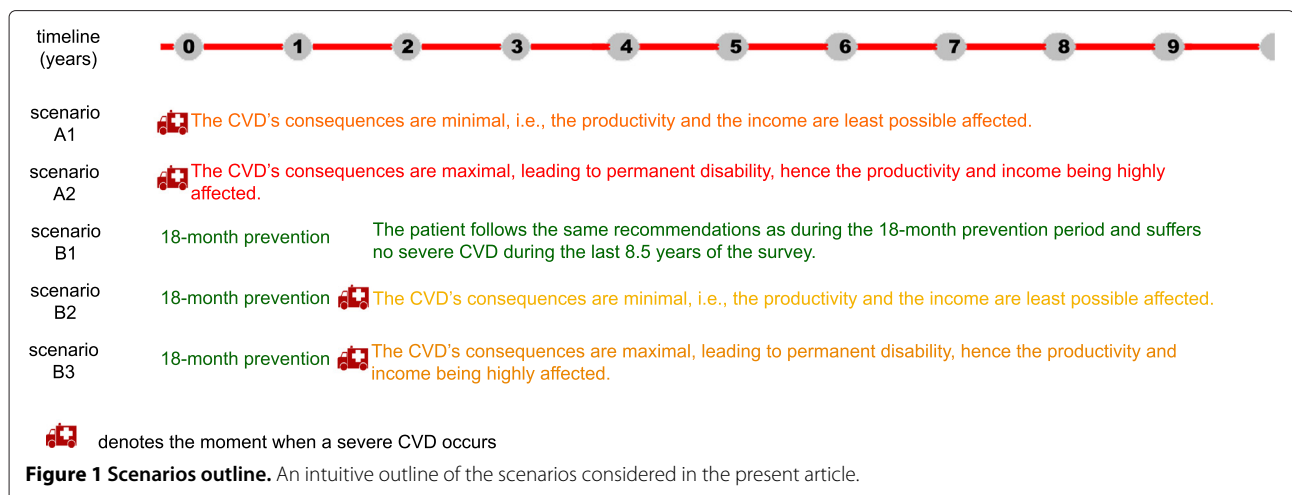 timeline
(years)
0 1 2 3 4 5 6 7 8 9
scenario
A1
The CVD's consequences are minimal, i.e., the productivity and the income are least possible affected.
scenario
A2
The CVD's consequences are maximal, leading to permanent disability, hence the productivity and income being highly
affected.
scenario
B1
18-month prevention
The patient follows the same recommendations as during the 18-month prevention period and suffers
no severe CVD during the last 8.5 years of the survey.
scenario
B2
18-month prevention
The CVD's consequences are minimal, i.e., the productivity and the income are least possible affected.
scenario
B3
18-month prevention
The CVD's consequences are maximal, leading to permanent disability, hence the productivity and
income being highly affected.
denotes the moment when a severe CVD occurs
Figure 1 Scenarios outline. An intuitive outline of the scenarios considered in the present article.